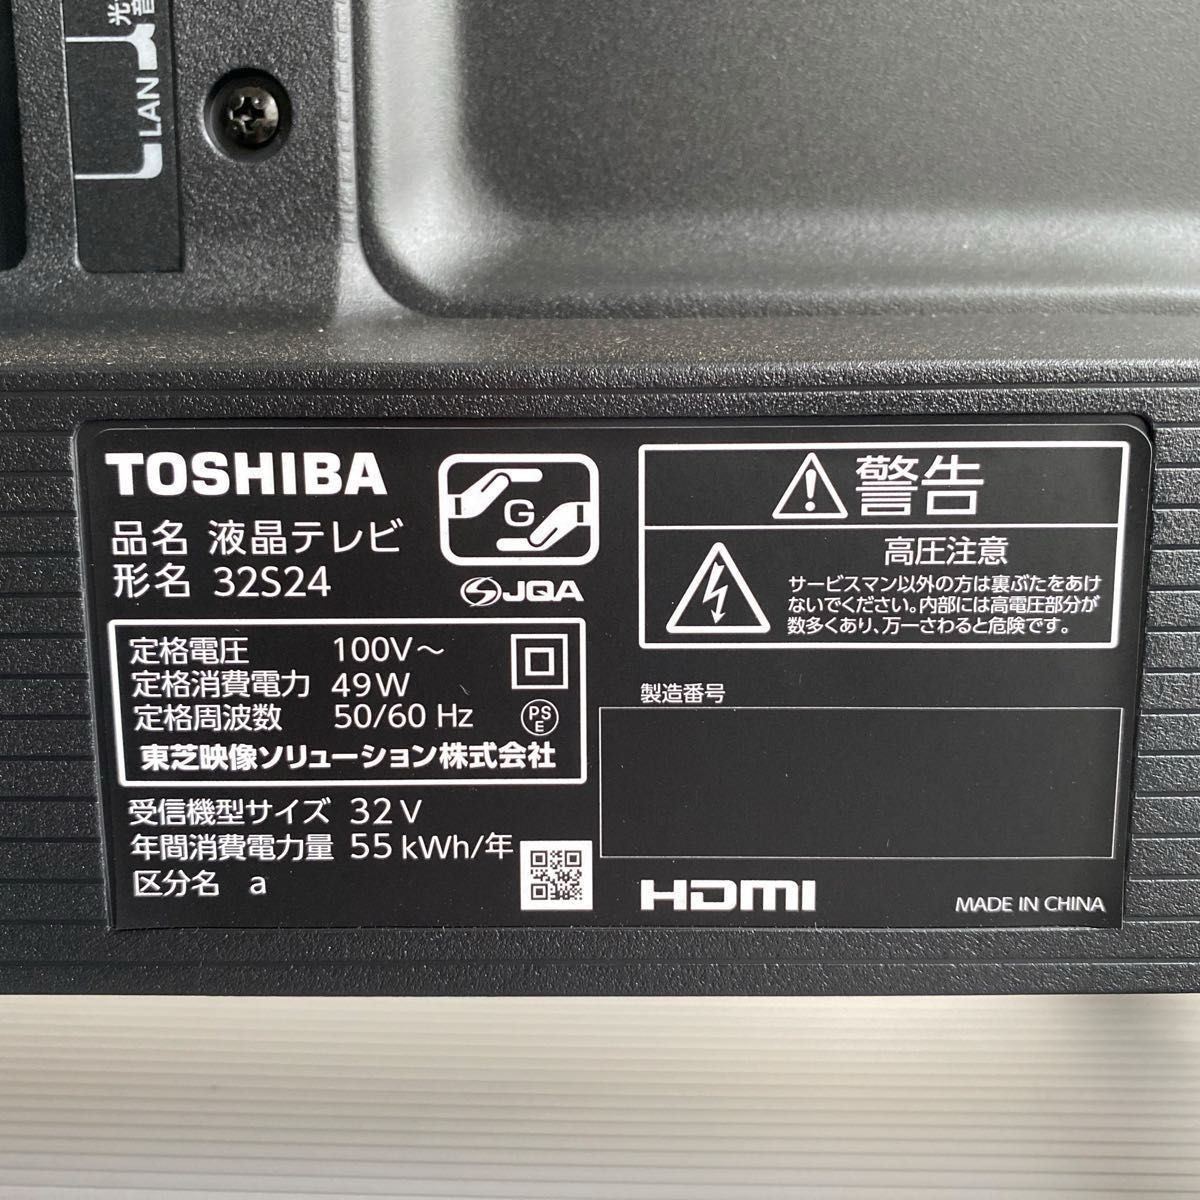 光
音
LAN
TOSHIBA
品名 液晶テレビ
形名 32S24
G
JQA
定格電圧 100V～
定格消費電力 49W
定格周波数 50/60 Hz
PS
E
東芝映像ソリューション株式会社
受信機型サイズ 32V
年間消費電力量 55 kWh/年
区分名 a
警告
高圧注意
サービスマン以外の方は裏ぶたをあけ
ないでください。内部には高電圧部分が
数多くあり、万一さわると危険です。
製造番号
HDMI
MADE IN CHINA